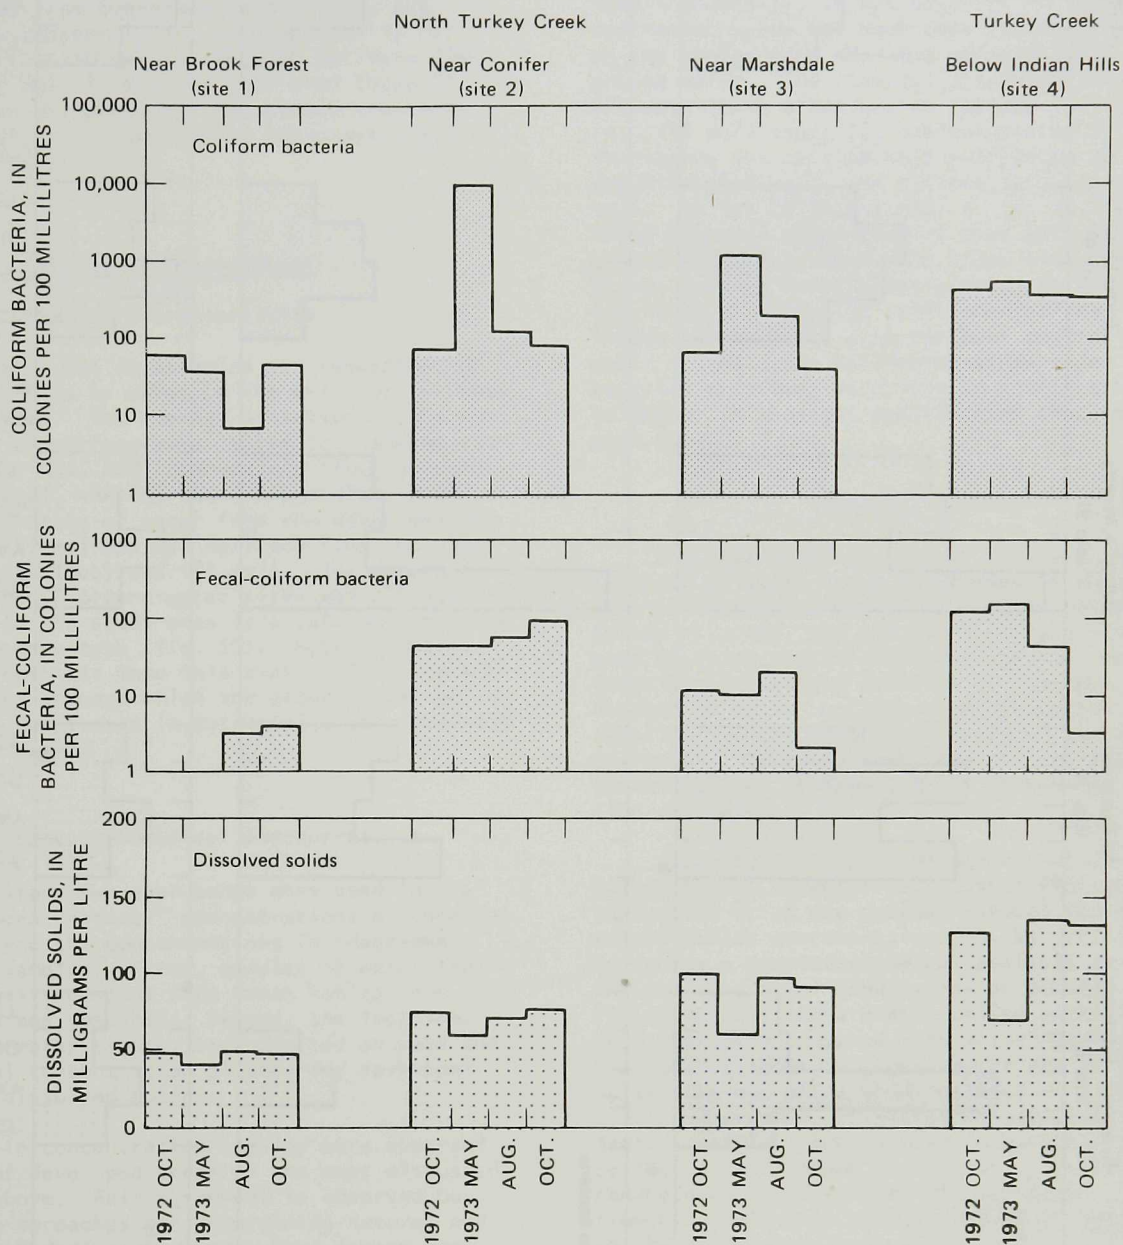 North Turkey Creek
Turkey Creek
Near Brook Forest
(site 1)
Near Conifer
(site 2)
Near Marshdale
(site 3)
Below Indian Hills
(site 4)
COLIFORM BACTERIA, IN
COLONIES PER 100 MILLILITRES
100,000
10,000
1000
100
10
1
Coliform bacteria
FECAL-COLIFORM
BACTERIA, IN COLONIES
PER 100 MILLILITRES
1000
100
10
1
Fecal-coliform bacteria
DISSOLVED SOLIDS, IN
MILLIGRAMS PER LITRE
200
150
100
50
0
Dissolved solids
1972 OCT.
1973 MAY
AUG.
OCT.
1972 OCT.
1973 MAY
AUG.
OCT.
1972 OCT.
1973 MAY
AUG.
OCT.
1972 OCT.
1973 MAY
AUG.
OCT.